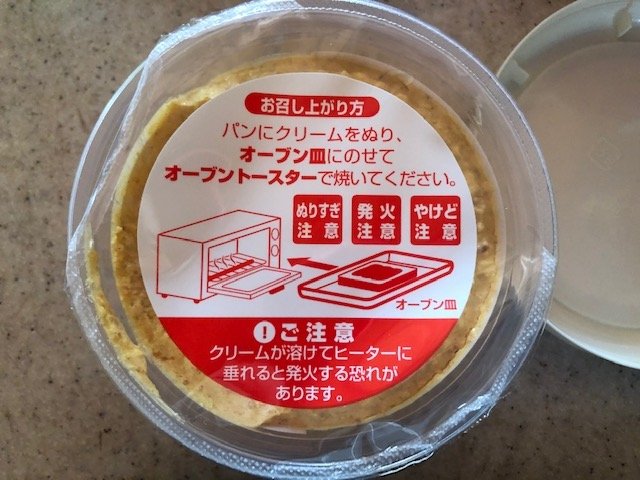 お召し上がり方
パンにクリームをぬり、
オーブン皿にのせて
オーブントースターで焼いてください。
ぬりすぎ注意
発火注意
やけど注意
オーブン皿
! ご注意
クリームが溶けてヒーターに
垂れると発火する恐れが
あります。